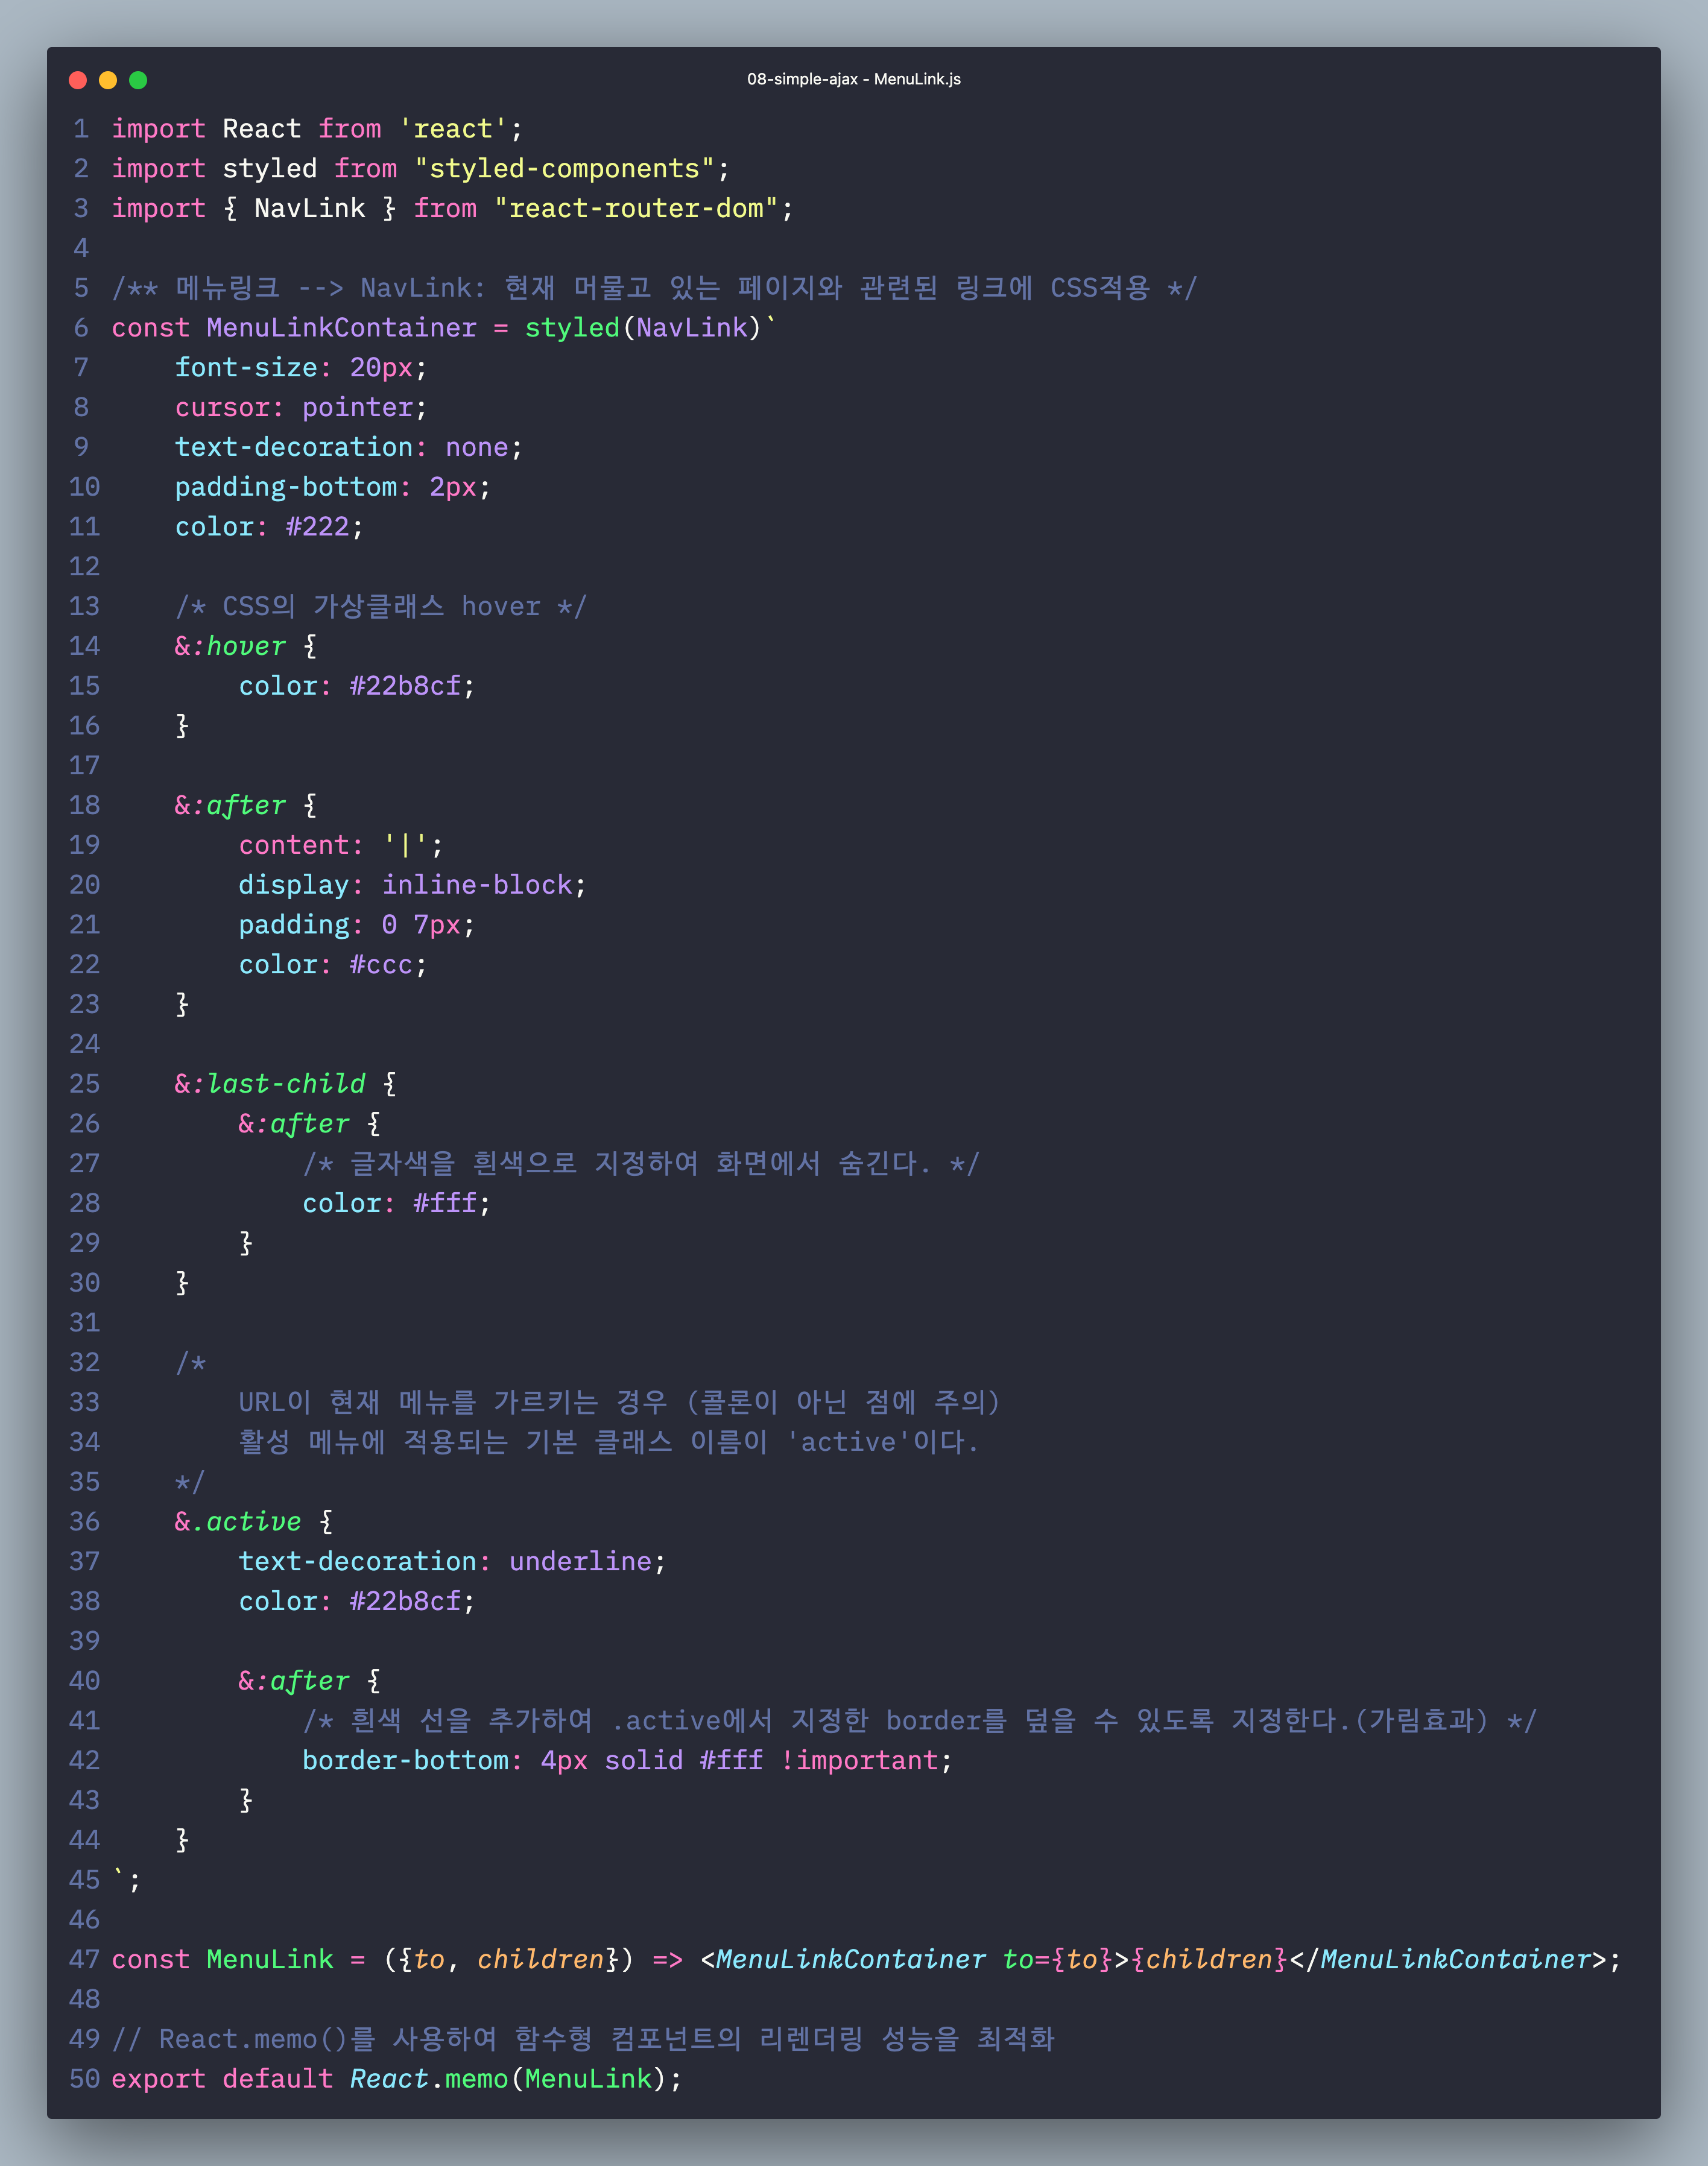 08-simple-ajax - MenuLink.js
1 import React from 'react';
2 import styled from "styled-components";
3 import { NavLink } from "react-router-dom";
4
5 /** 메뉴링크 --> NavLink: 현재 머물고 있는 페이지와 관련된 링크에 CSS적용 */
6 const MenuLinkContainer = styled(NavLink)`
7     font-size: 20px;
8     cursor: pointer;
9     text-decoration: none;
10     padding-bottom: 2px;
11     color: #222;
12
13     /* CSS의 가상클래스 hover */
14     &:hover {
15         color: #22b8cf;
16     }
17
18     &:after {
19         content: '|';
20         display: inline-block;
21         padding: 0 7px;
22         color: #ccc;
23     }
24
25     &:last-child {
26         &:after {
27             /* 글자색을 흰색으로 지정하여 화면에서 숨긴다. */
28             color: #fff;
29         }
30     }
31
32     /*
33         URL이 현재 메뉴를 가르키는 경우 (콜론이 아닌 점에 주의)
34         활성 메뉴에 적용되는 기본 클래스 이름이 'active'이다.
35     */
36     &.active {
37         text-decoration: underline;
38         color: #22b8cf;
39
40         &:after {
41             /* 흰색 선을 추가하여 .active에서 지정한 border를 덮을 수 있도록 지정한다.(가림효과) */
42             border-bottom: 4px solid #fff !important;
43         }
44     }
45 `;
46
47 const MenuLink = ({to, children}) => <MenuLinkContainer to={to}>{children}</MenuLinkContainer>;
48
49 // React.memo()를 사용하여 함수형 컴포넌트의 리렌더링 성능을 최적화
50 export default React.memo(MenuLink);